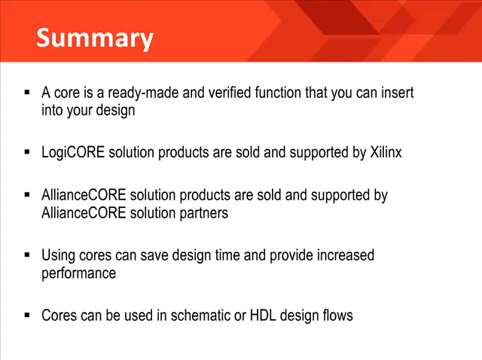 Summary
▪ A core is a ready-made and verified function that you can insert
into your design
▪ LogiCORE solution products are sold and supported by Xilinx
▪ AllianceCORE solution products are sold and supported by
AllianceCORE solution partners
▪ Using cores can save design time and provide increased
performance
▪ Cores can be used in schematic or HDL design flows